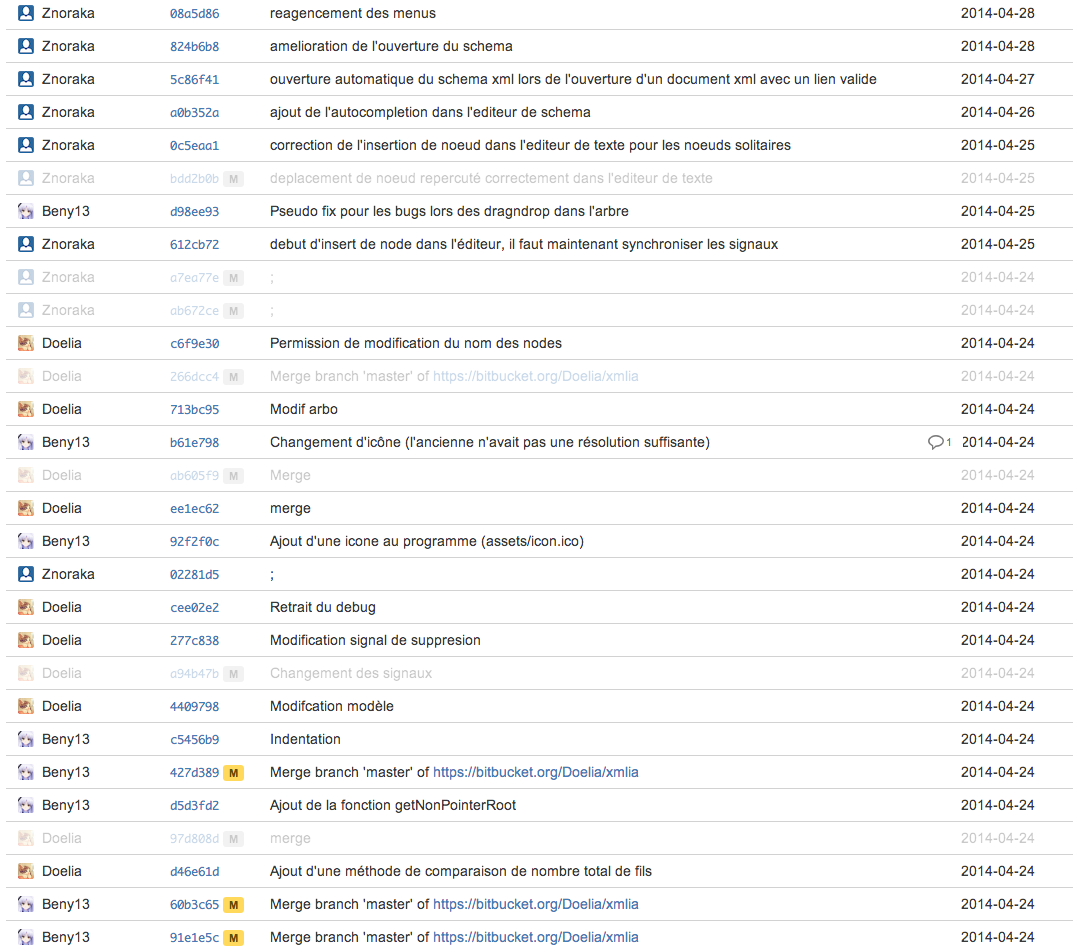 Znoraka 08a5d86 reagencement des menus 2014-04-28
Znoraka 824b6b8 amelioration de l'ouverture du schema 2014-04-28
Znoraka 5c86f41 ouverture automatique du schema xml lors de l'ouverture d'un document xml avec un lien valide 2014-04-27
Znoraka a0b352a ajout de l'autocompletion dans l'editeur de schema 2014-04-26
Znoraka 0c5eaa1 correction de l'insertion de noeud dans l'editeur de texte pour les noeuds solitaires 2014-04-25
Znoraka bdd2b0b M deplacement de noeud repercuté correctement dans l'editeur de texte 2014-04-25
Beny13 d98ee93 Pseudo fix pour les bugs lors des dragndrop dans l'arbre 2014-04-25
Znoraka 612cb72 debut d'insert de node dans l'éditeur, il faut maintenant synchroniser les signaux 2014-04-25
Znoraka a7ea77e M ; 2014-04-24
Znoraka ab672ce M ; 2014-04-24
Doelia c6f9e30 Permission de modification du nom des nodes 2014-04-24
Doelia 266dcc4 M Merge branch 'master' of https://bitbucket.org/Doelia/xmlia 2014-04-24
Doelia 713bc95 Modif arbo 2014-04-24
Beny13 b61e798 Changement d'icône (l'ancienne n'avait pas une résolution suffisante) 1 2014-04-24
Doelia ab605f9 M Merge 2014-04-24
Doelia ee1ec62 merge 2014-04-24
Beny13 92f2f0c Ajout d'une icone au programme (assets/icon.ico) 2014-04-24
Znoraka 02281d5 ; 2014-04-24
Doelia cee02e2 Retrait du debug 2014-04-24
Doelia 277c838 Modification signal de suppresion 2014-04-24
Doelia a94b47b M Changement des signaux 2014-04-24
Doelia 4409798 Modifcation modèle 2014-04-24
Beny13 c5456b9 Indentation 2014-04-24
Beny13 427d389 M Merge branch 'master' of https://bitbucket.org/Doelia/xmlia 2014-04-24
Beny13 d5d3fd2 Ajout de la fonction getNonPointerRoot 2014-04-24
Doelia 97d808d M merge 2014-04-24
Doelia d46e61d Ajout d'une méthode de comparaison de nombre total de fils 2014-04-24
Beny13 60b3c65 M Merge branch 'master' of https://bitbucket.org/Doelia/xmlia 2014-04-24
Beny13 91e1e5c M Merge branch 'master' of https://bitbucket.org/Doelia/xmlia 2014-04-24